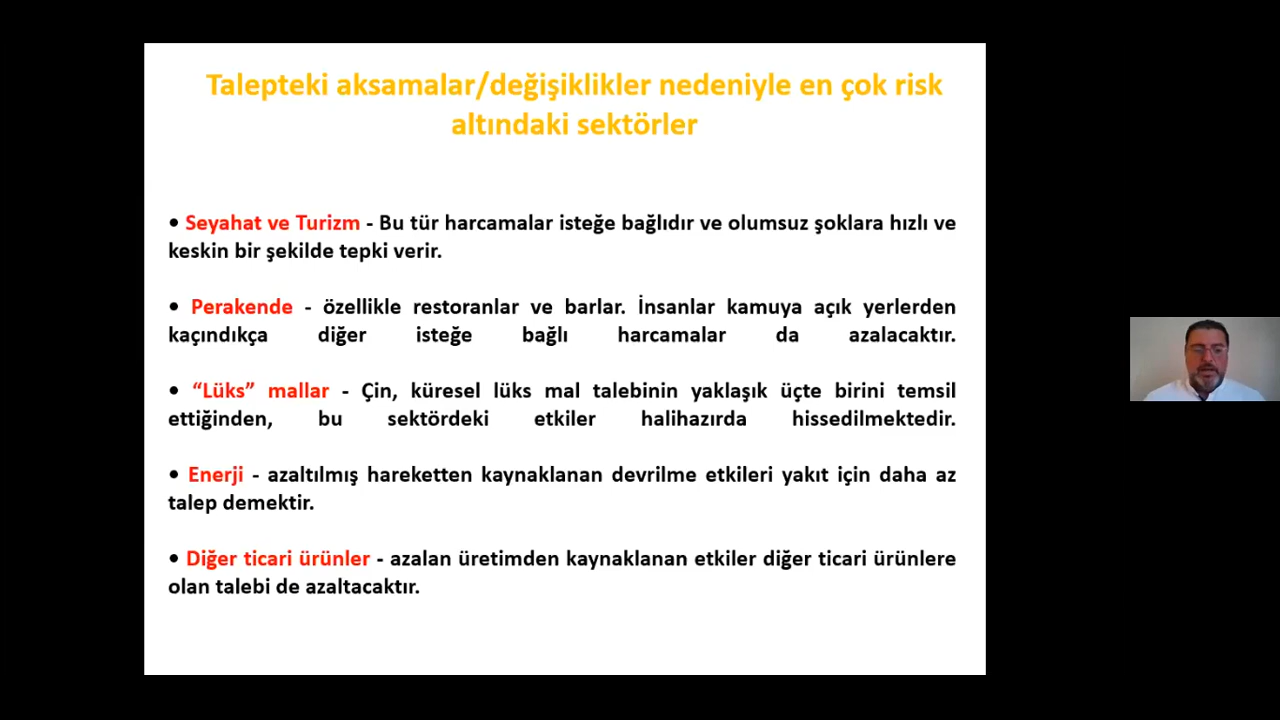 Talepteki aksamalar/değişiklikler nedeniyle en çok risk
altındaki sektörler
• Seyahat ve Turizm - Bu tür harcamalar isteğe bağlıdır ve olumsuz şoklara hızlı ve
keskin bir şekilde tepki verir.
• Perakende - özellikle restoranlar ve barlar. İnsanlar kamuya açık yerlerden
kaçındıkça diğer isteğe bağlı harcamalar da azalacaktır.
• “Lüks” mallar - Çin, küresel lüks mal talebinin yaklaşık üçte birini temsil
ettiğinden, bu sektördeki etkiler halihazırda hissedilmektedir.
• Enerji - azaltılmış hareketten kaynaklanan devrilme etkileri yakıt için daha az
talep demektir.
• Diğer ticari ürünler - azalan üretimden kaynaklanan etkiler diğer ticari ürünlere
olan talebi de azaltacaktır.